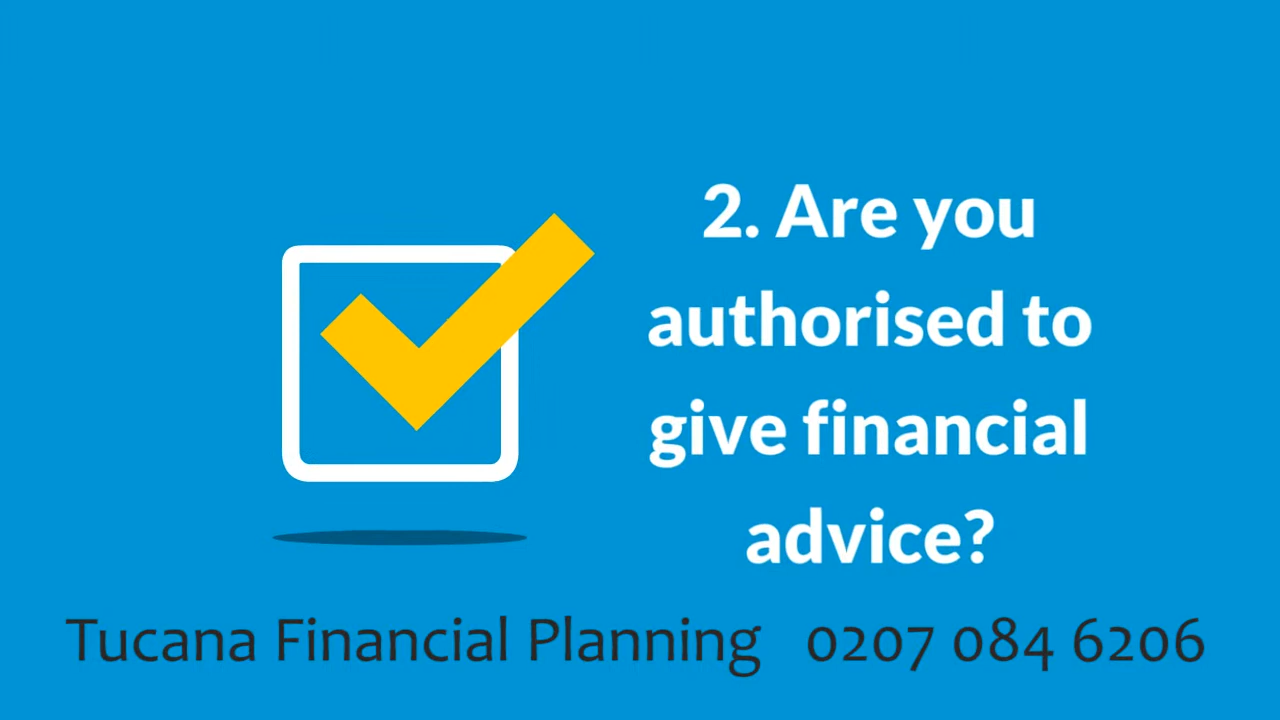 2. Are you
authorised to
give financial
advice?
Tucana Financial Planning 0207 084 6206